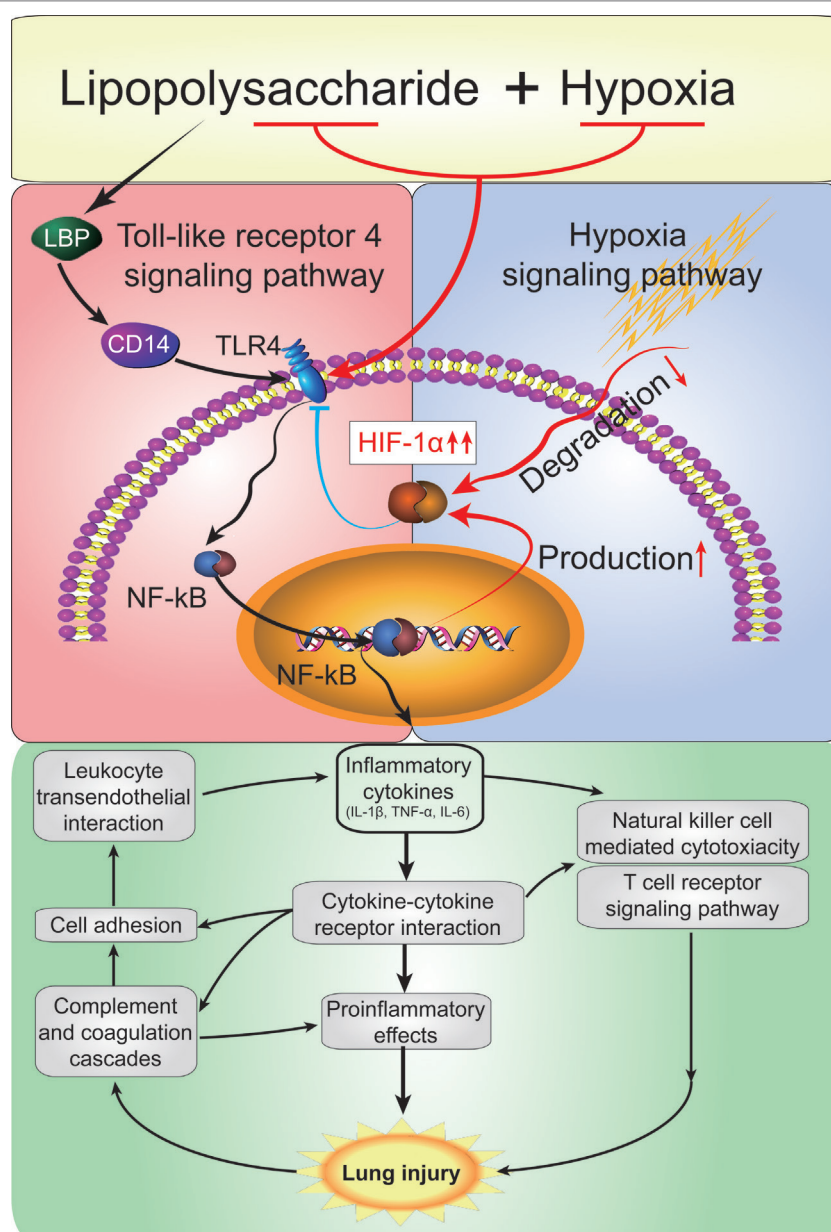 Lipopolysaccharide + Hypoxia
LBP
Toll-like receptor 4
signaling pathway
Hypoxia
signaling pathway
CD14
TLR4
HIF-1α↑↑
Degradation↓
Production↑
NF-kB
NF-kB
Leukocyte
transendothelial
interaction
Inflammatory
cytokines
(IL-1β, TNF-α, IL-6)
Natural killer cell
mediated cytotoxiacity
T cell receptor
signaling pathway
Cell adhesion
Cytokine-cytokine
receptor interaction
Complement
and coagulation
cascades
Proinflammatory
effects
Lung injury